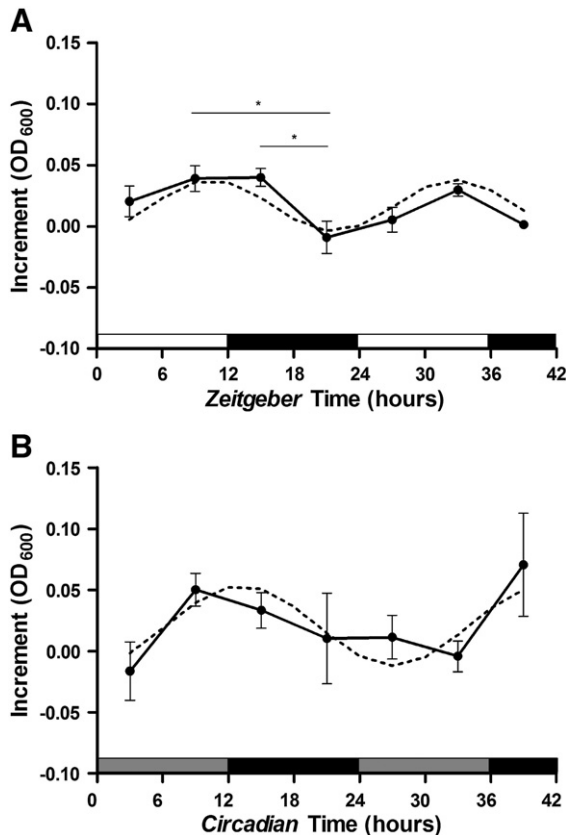 A
Increment (OD600)
0.15
0.10
0.05
0.00
-0.05
-0.10
*
*
0 6 12 18 24 30 36 42
Zeitgeber Time (hours)
B
Increment (OD600)
0.15
0.10
0.05
0.00
-0.05
-0.10
0 6 12 18 24 30 36 42
Circadian Time (hours)